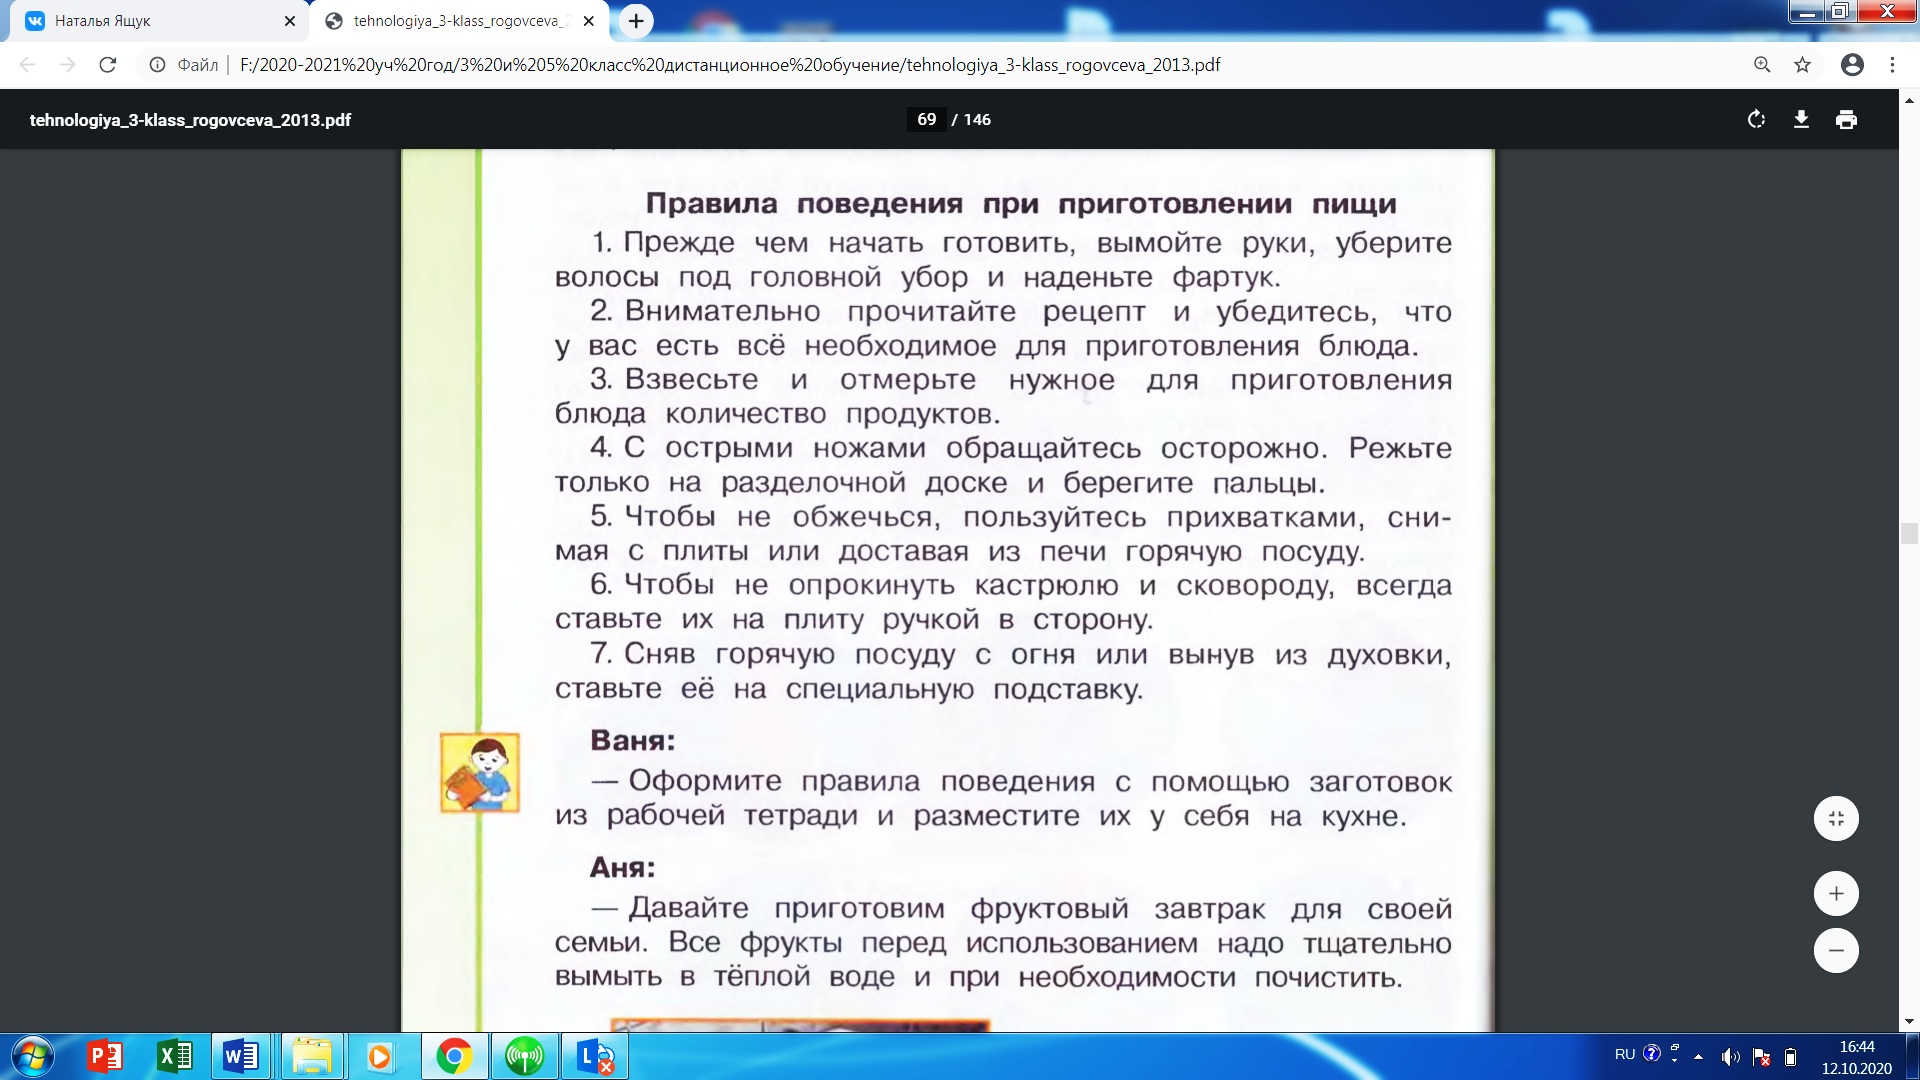 Наталья Ящук
tehnologiya_3-klass_rogovceva_2
Файл
F:/2020-2021%20уч%20год/3%20и%205%20класс%20дистанционное%20обучение/tehnologiya_3-klass_rogovceva_2013.pdf
tehnologiya_3-klass_rogovceva_2013.pdf
69 / 146
Правила поведения при приготовлении пищи
1. Прежде чем начать готовить, вымойте руки, уберите
волосы под головной убор и наденьте фартук.
2. Внимательно прочитайте рецепт и убедитесь, что
у вас есть всё необходимое для приготовления блюда.
3. Взвесьте и отмерьте нужное для приготовления
блюда количество продуктов.
4. С острыми ножами обращайтесь осторожно. Режьте
только на разделочной доске и берегите пальцы.
5. Чтобы не обжечься, пользуйтесь прихватками, сни-
мая с плиты или доставая из печи горячую посуду.
6. Чтобы не опрокинуть кастрюлю и сковороду, всегда
ставьте их на плиту ручкой в сторону.
7. Сняв горячую посуду с огня или вынув из духовки,
ставьте её на специальную подставку.
Ваня:
— Оформите правила поведения с помощью заготовок
из рабочей тетради и разместите их у себя на кухне.
Аня:
— Давайте приготовим фруктовый завтрак для своей
семьи. Все фрукты перед использованием надо тщательно
вымыть в тёплой воде и при необходимости почистить.
RU
16:44
12.10.2020